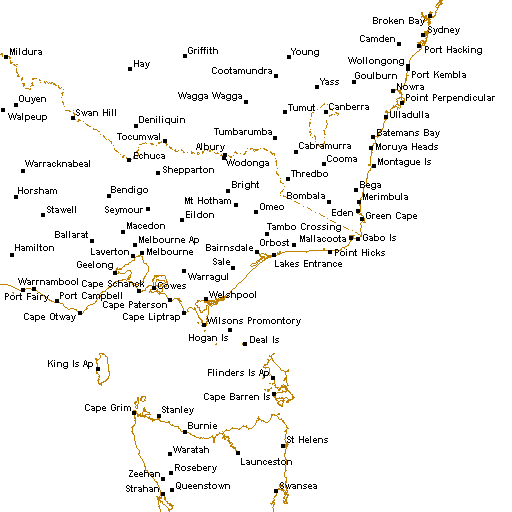 Broken Bay
Sydney
Camden
Port Hacking
Mildura
Griffith
Young
Wollongong
Hay
Cootamundra
Port Kembla
Yass
Goulburn
Nowra
Ouyen
Wagga Wagga
Point Perpendicular
Walpeup
Swan Hill
Tumut
Canberra
Ulladulla
Deniliquin
Tocumwal
Tumbarumba
Batemans Bay
Albury
Cabramurra
Moruya Heads
Echuca
Wodonga
Cooma
Montague Is
Warracknabeal
Shepparton
Thredbo
Horsham
Bendigo
Bright
Bega
Mt Hotham
Bombala
Merimbula
Stawell
Seymour
Eildon
Omeo
Eden
Green Cape
Ballarat
Macedon
Tambo Crossing
Hamilton
Melbourne Ap
Bairnsdale
Orbost
Mallacoota
Gabo Is
Laverton
Melbourne
Point Hicks
Geelong
Sale
Lakes Entrance
Warrnambool
Cape Schanck
Cowes
Warragul
Port Fairy
Port Campbell
Cape Paterson
Welshpool
Cape Otway
Cape Liptrap
Wilsons Promontory
Hogan Is
Deal Is
King Is Ap
Flinders Is Ap
Cape Barren Is
Cape Grim
Stanley
Burnie
St Helens
Waratah
Launceston
Rosebery
Zeehan
Strahan
Queenstown
Swansea